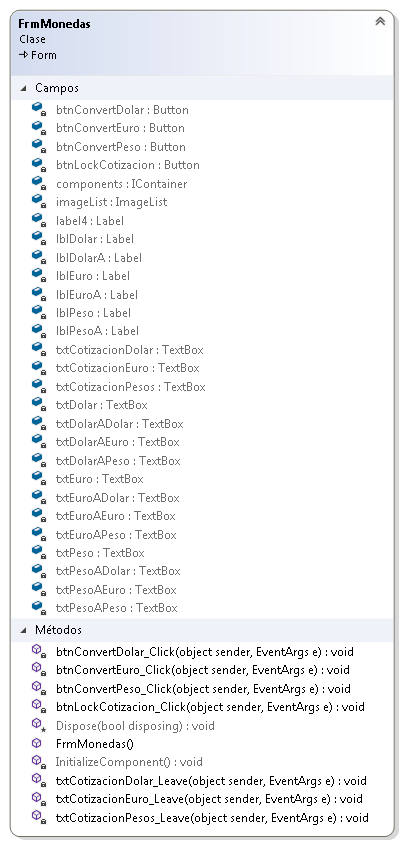 FrmMonedas
Clase
Form
Campos
btnConvertDolar : Button
btnConvertEuro : Button
btnConvertPeso : Button
btnLockCotizacion : Button
components : IContainer
imageList : ImageList
label4 : Label
lblDolar : Label
lblDolarA : Label
lblEuro : Label
lblEuroA : Label
lblPeso : Label
lblPesoA : Label
txtCotizacionDolar : TextBox
txtCotizacionEuro : TextBox
txtCotizacionPesos : TextBox
txtDolar : TextBox
txtDolarADolar : TextBox
txtDolarAEuro : TextBox
txtDolarAPeso : TextBox
txtEuro : TextBox
txtEuroADolar : TextBox
txtEuroAEuro : TextBox
txtEuroAPeso : TextBox
txtPeso : TextBox
txtPesoADolar : TextBox
txtPesoAEuro : TextBox
txtPesoAPeso : TextBox
Métodos
btnConvertDolar_Click(object sender, EventArgs e) : void
btnConvertEuro_Click(object sender, EventArgs e) : void
btnConvertPeso_Click(object sender, EventArgs e) : void
btnLockCotizacion_Click(object sender, EventArgs e) : void
Dispose(bool disposing) : void
FrmMonedas()
InitializeComponent() : void
txtCotizacionDolar_Leave(object sender, EventArgs e) : void
txtCotizacionEuro_Leave(object sender, EventArgs e) : void
txtCotizacionPesos_Leave(object sender, EventArgs e) : void